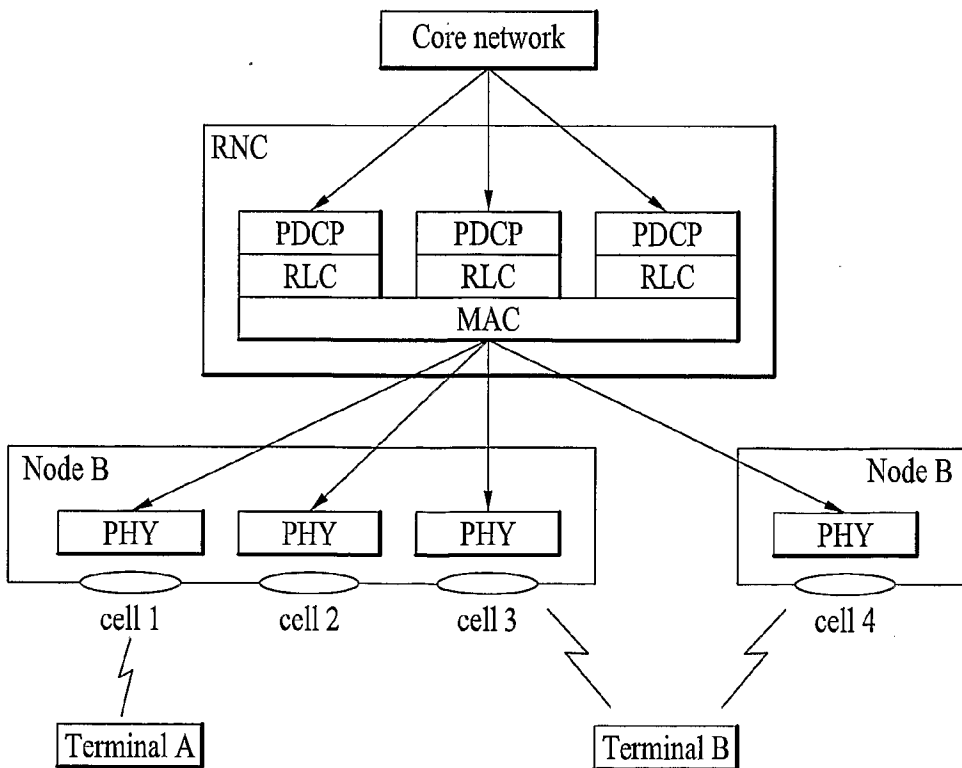 Core network
RNC
PDCP PDCP PDCP
RLC RLC RLC
MAC
Node B Node B
PHY PHY PHY PHY
cell 1 cell 2 cell 3 cell 4
Terminal A Terminal B